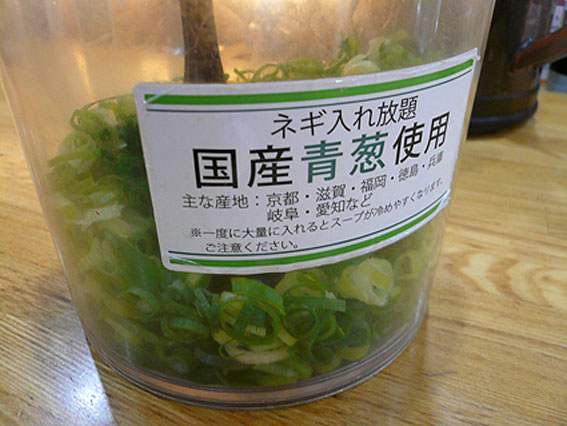 ネギ入れ放題
国産青葱使用
主な産地：京都・滋賀・福岡・徳島・兵庫
岐阜・愛知など
※一度に大量に入れるとスープが冷めやすくなります。
ご注意ください。